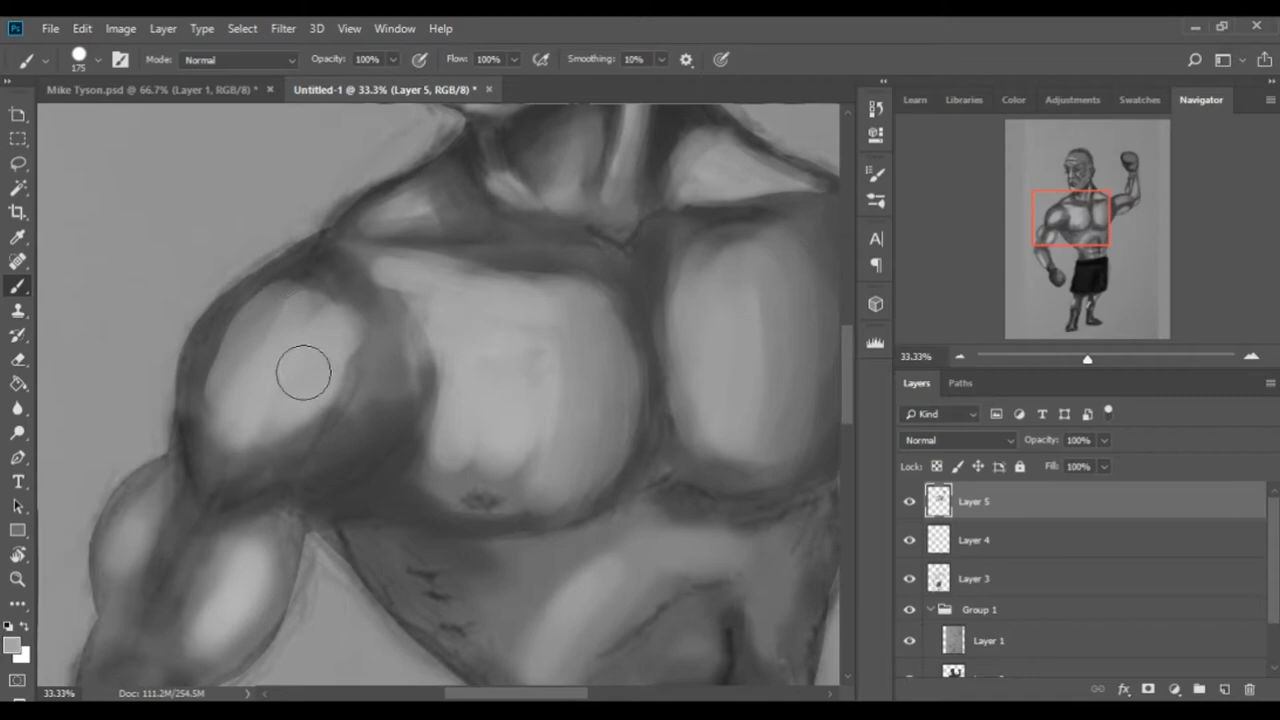 Ps File Edit Image Layer Type Select Filter 3D View Window Help
175 Mode: Normal Opacity: 100% Flow: 100% Smoothing: 10%
Mike Tyson.psd @ 66.7% (Layer 1, RGB/8) * × Untitled-1 @ 33.3% (Layer 5, RGB/8) * ×
Learn Libraries Color Adjustments Swatches Navigator
33.33%
Layers Paths
Kind
Normal Opacity: 100%
Lock: Fill: 100%
Layer 5
Layer 4
Layer 3
Group 1
Layer 1
33.33% Doc: 111.2M/254.5M